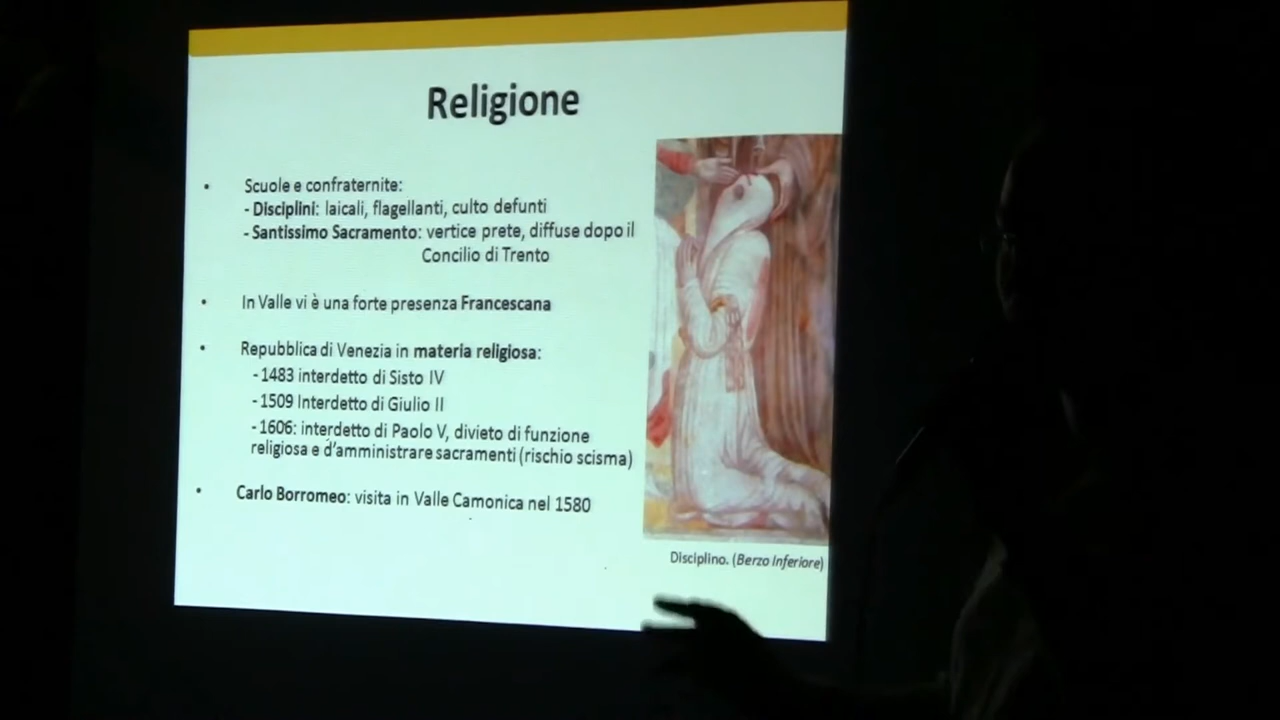 Religione
• Scuole e confraternite:
- Disciplini: laicali, flagellanti, culto defunti
- Santissimo Sacramento: vertice prete, diffuse dopo il
Concilio di Trento
• In Valle vi è una forte presenza Francescana
• Repubblica di Venezia in materia religiosa:
- 1483 interdetto di Sisto IV
- 1509 Interdetto di Giulio II
- 1606: interdetto di Paolo V, divieto di funzione
religiosa e d'amministrare sacramenti (rischio scisma)
• Carlo Borromeo: visita in Valle Camonica nel 1580
Disciplino. (Berzo Inferiore)